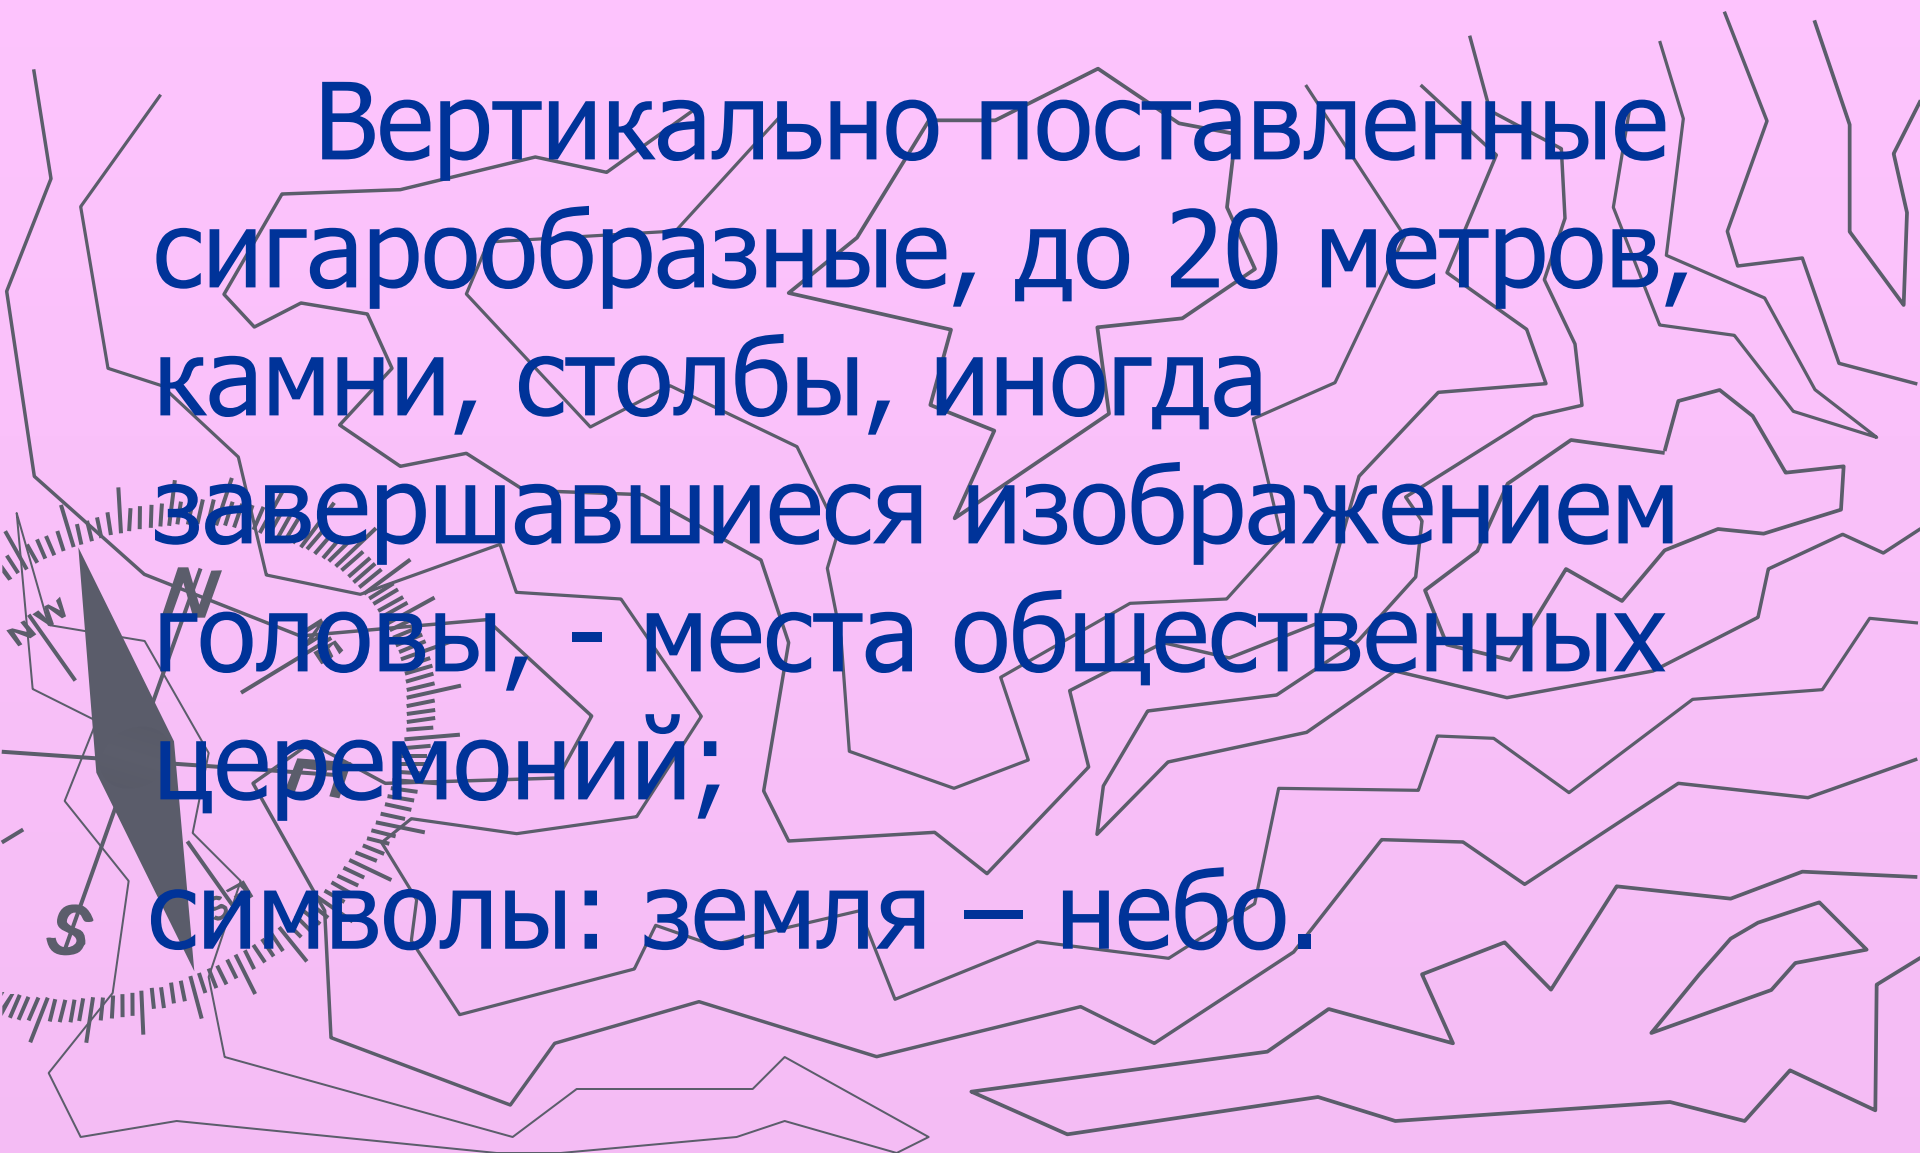 Вертикально поставленные
сигарообразные, до 20 метров,
камни, столбы, иногда
завершавшиеся изображением
головы, - места общественных
церемоний;
символы: земля – небо.
N
NW
S